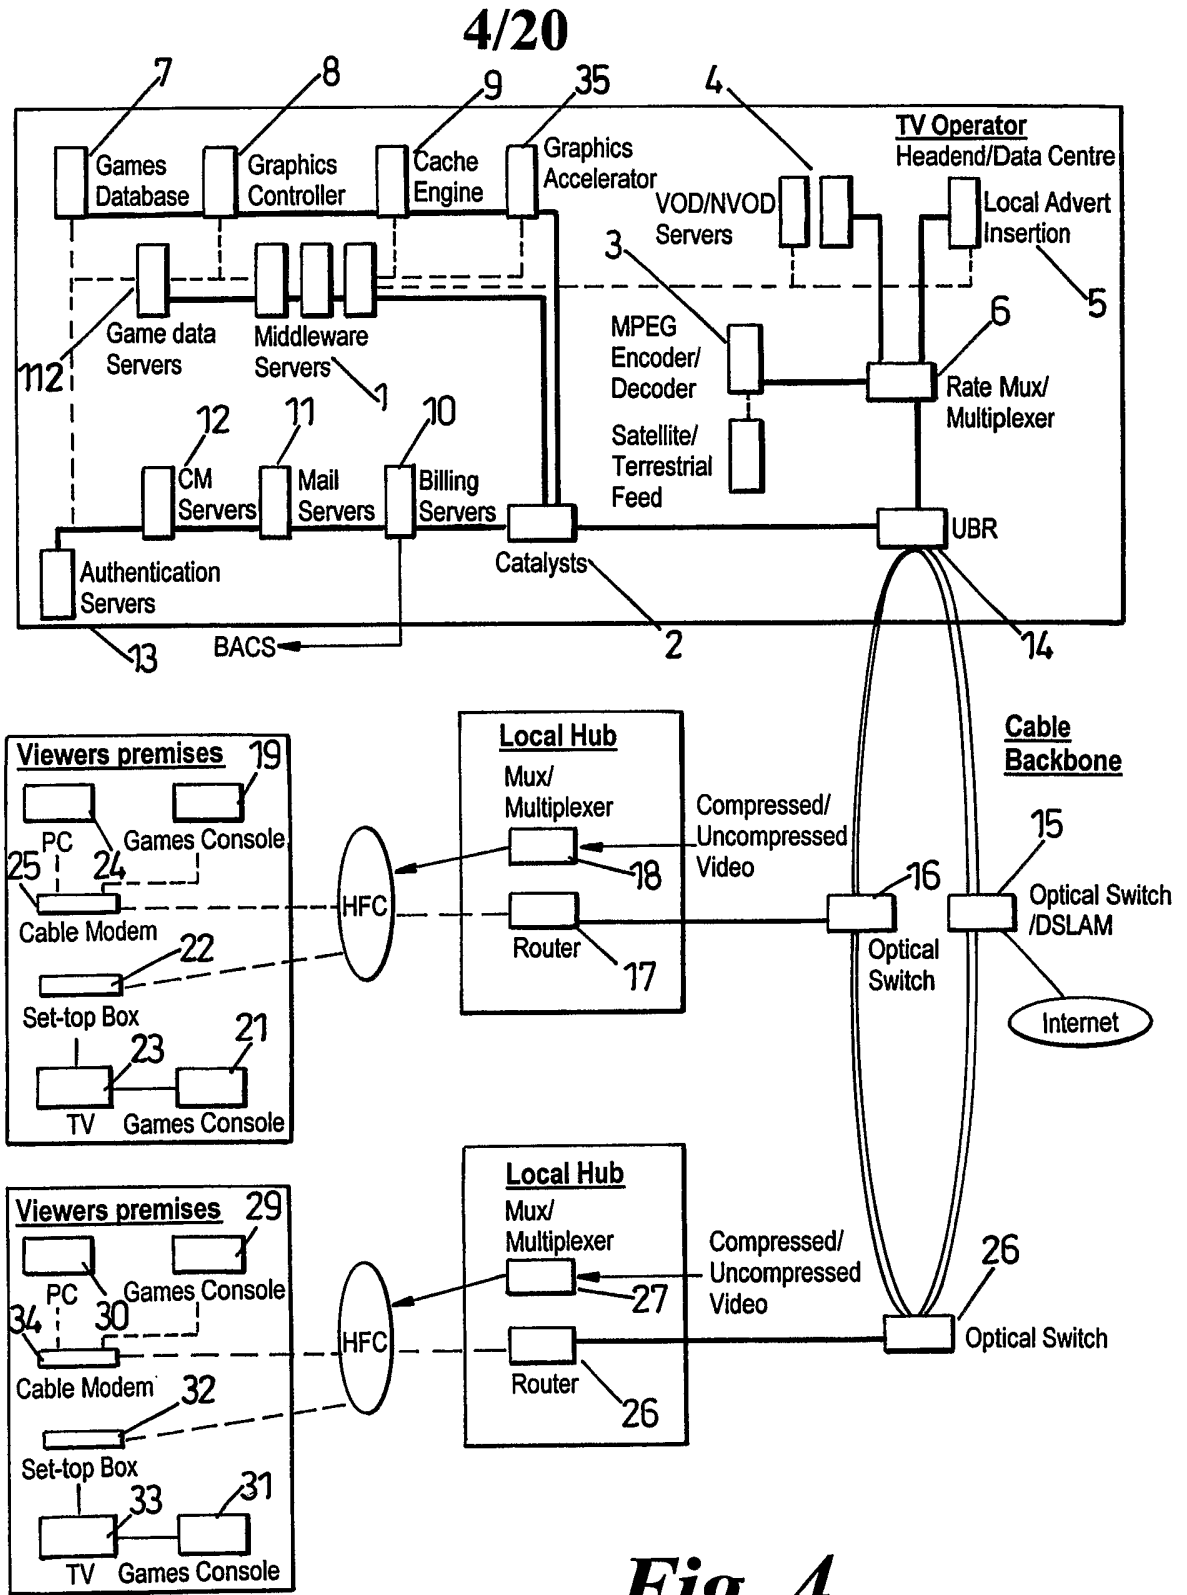 4/20
7
8
9
35
4
TV Operator
Headend/Data Centre
Games
Database
Graphics
Controller
Cache
Engine
Graphics
Accelerator
VOD/NVOD
Servers
Local Advert
Insertion
3
5
6
112
Game data
Servers
Middleware
Servers
1
MPEG
Encoder/
Decoder
Rate Mux/
Multiplexer
12
11
10
Satellite/
Terrestrial
Feed
CM
Servers
Mail
Servers
Billing
Servers
Catalysts
UBR
Authentication
Servers
13
BACS
2
14
Viewers premises
19
PC
Games Console
25
24
Cable Modem
22
Set-top Box
23
21
TV
Games Console
HFC
Local Hub
Mux/
Multiplexer
18
Router
17
Compressed/
Uncompressed
Video
Cable
Backbone
15
16
Optical
Switch
Optical Switch
/DSLAM
Internet
Viewers premises
29
PC
Games Console
34
30
Cable Modem
32
Set-top Box
33
31
TV
Games Console
HFC
Local Hub
Mux/
Multiplexer
27
Router
26
Compressed/
Uncompressed
Video
26
Optical Switch
Fig. 4